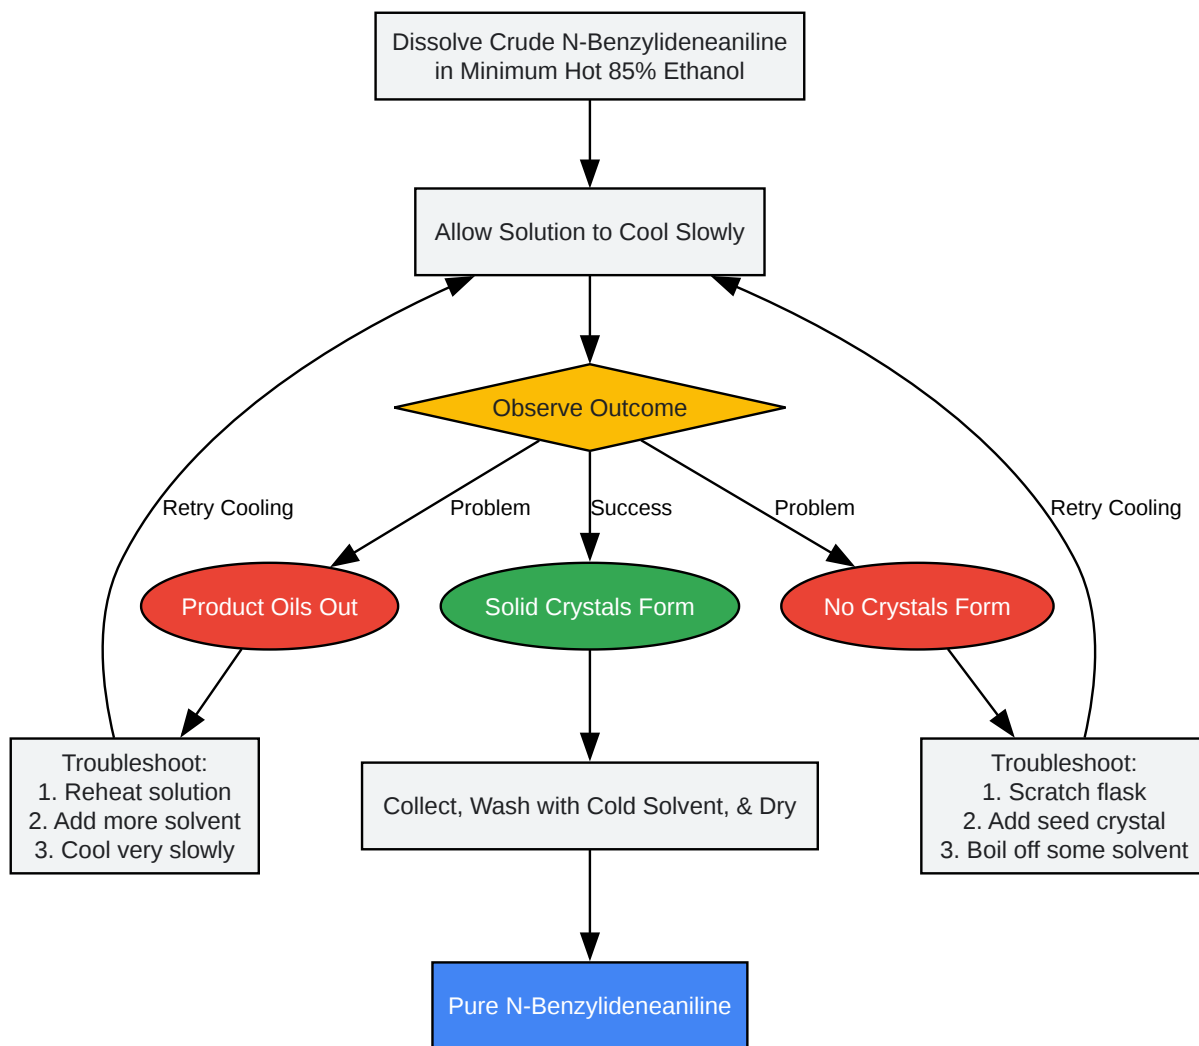 Dissolve Crude N-Benzylideneaniline
in Minimum Hot 85% Ethanol
Allow Solution to Cool Slowly
Observe Outcome
Retry Cooling
Problem
Success
Problem
Retry Cooling
Product Oils Out
Solid Crystals Form
No Crystals Form
Troubleshoot:
1. Reheat solution
2. Add more solvent
3. Cool very slowly
Collect, Wash with Cold Solvent, & Dry
Troubleshoot:
1. Scratch flask
2. Add seed crystal
3. Boil off some solvent
Pure N-Benzylideneaniline